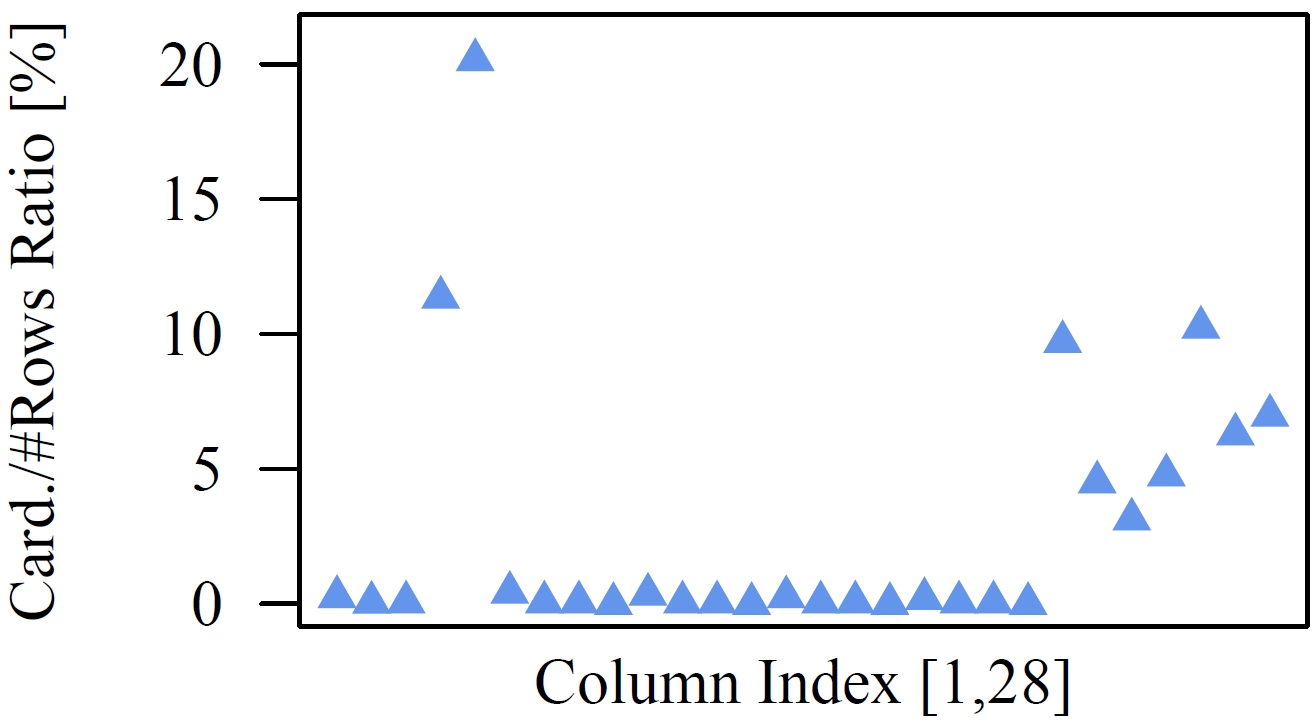 Card./#Rows Ratio [%]
20
15
10
5
0
Column Index [1,28]